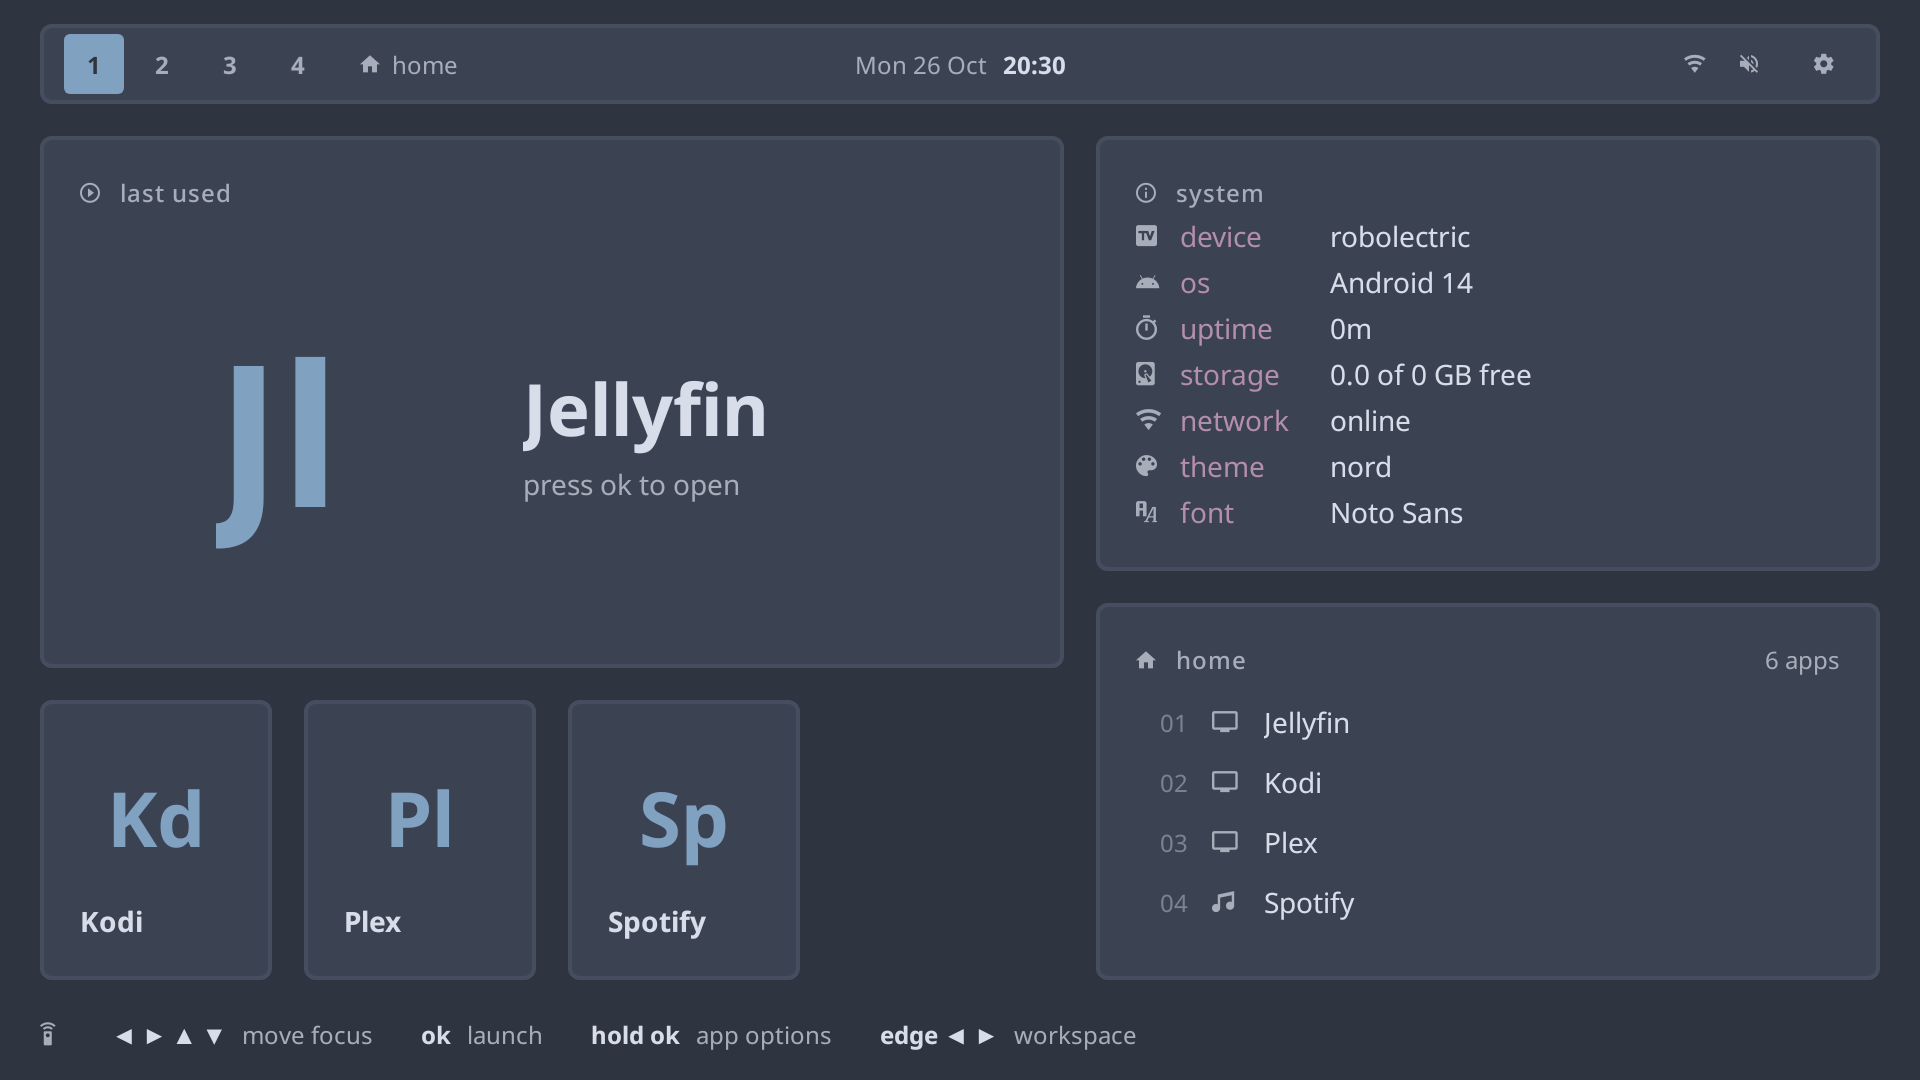 1 2 3 4 home Mon 26 Oct 20:30
last used
Jl
Jellyfin
press ok to open
Kd
Kodi
Pl
Plex
Sp
Spotify
system
device robolectric
os Android 14
uptime 0m
storage 0.0 of 0 GB free
network online
theme nord
font Noto Sans
home 6 apps
01 Jellyfin
02 Kodi
03 Plex
04 Spotify
◀ ▶ ▲ ▼ move focus ok launch hold ok app options edge ◀ ▶ workspace